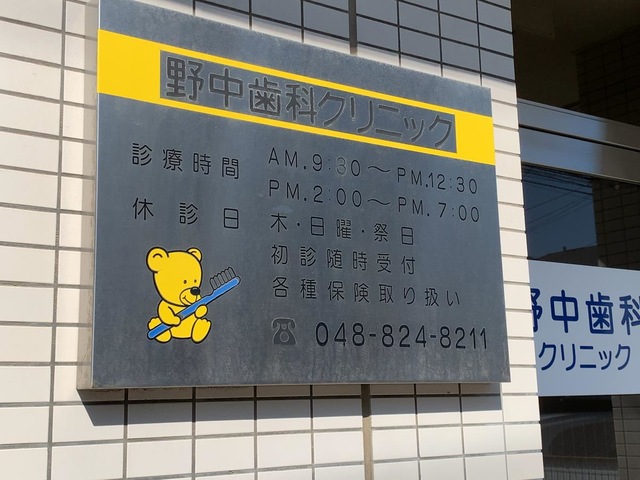 野中歯科クリニック
診療時間 AM.9:30〜PM.12:30
PM.2:00〜PM.7:00
休診日 木・日曜・祭日
初診随時受付
各種保険取り扱い
☎ 048-824-8211
野中歯科
クリニック